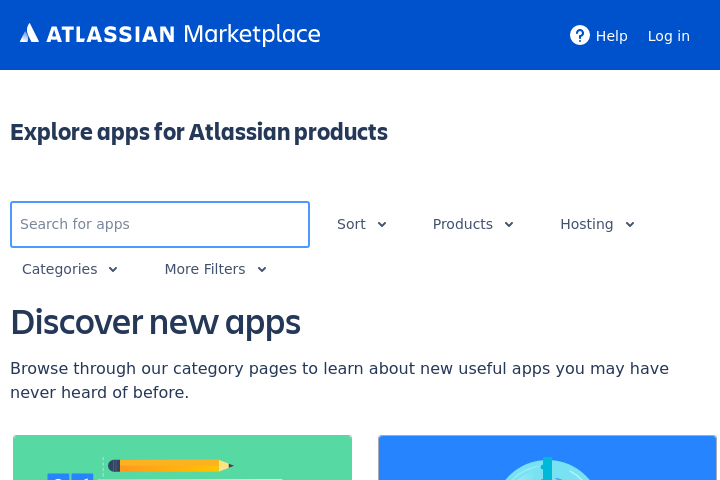 ATLASSIAN Marketplace
Help
Log in
Explore apps for Atlassian products
Search for apps
Sort
Products
Hosting
Categories
More Filters
Discover new apps
Browse through our category pages to learn about new useful apps you may have
never heard of before.